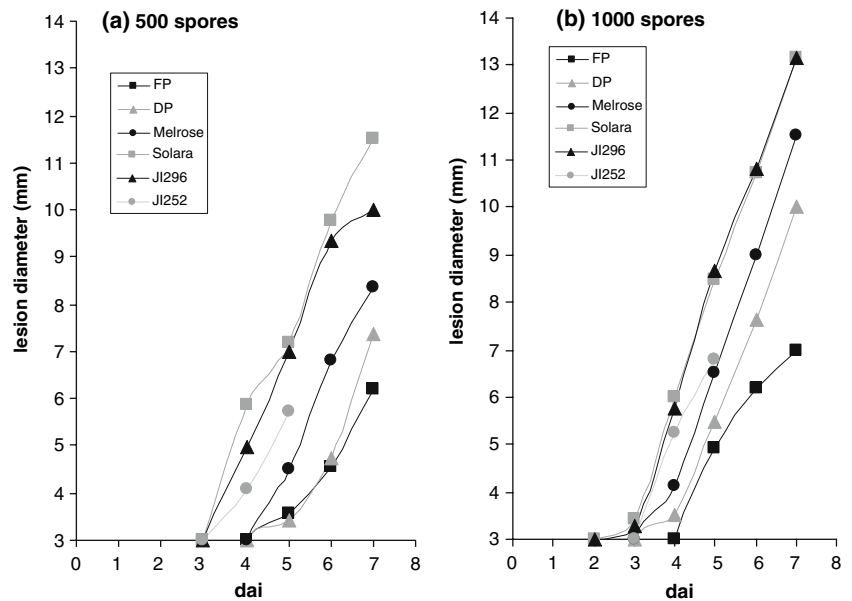 (a) 500 spores
14
13
12
11
10
9
8
7
6
5
4
3
lesion diameter (mm)
FP
DP
Melrose
Solara
JI296
JI252
0 1 2 3 4 5 6 7 8
dai
(b) 1000 spores
14
13
12
11
10
9
8
7
6
5
4
3
lesion diameter (mm)
FP
DP
Melrose
Solara
JI296
JI252
0 1 2 3 4 5 6 7 8
dai